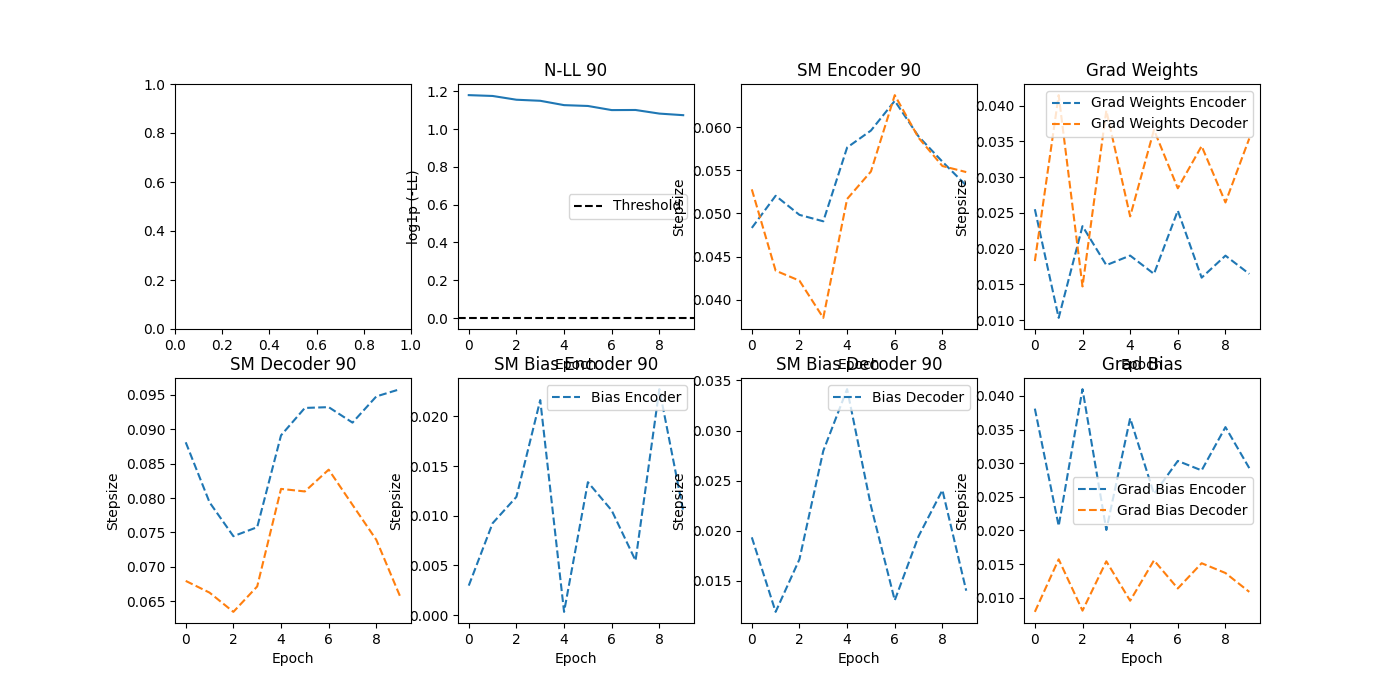 N-LL 90
SM Encoder 90
Grad Weights
1.0
0.8
0.6
0.4
0.2
0.0
0.0 0.2 0.4 0.6 0.8 1.0
log1p (-LL)
1.2
1.0
0.8
0.6
0.4
0.2
0.0
Threshold
0 2 4 6 8
Epoch
Stepsize
0.060
0.055
0.050
0.045
0.040
0 2 4 6 8
Epoch
Stepsize
0.040
0.035
0.030
0.025
0.020
0.015
0.010
Grad Weights Encoder
Grad Weights Decoder
0 2 4 6 8
Epoch
SM Decoder 90
SM Bias Encoder 90
SM Bias Decoder 90
Grad Bias
Stepsize
0.095
0.090
0.085
0.080
0.075
0.070
0.065
0 2 4 6 8
Epoch
Stepsize
0.020
0.015
0.010
0.005
0.000
Bias Encoder
0 2 4 6 8
Epoch
Stepsize
0.035
0.030
0.025
0.020
0.015
Bias Decoder
0 2 4 6 8
Epoch
Stepsize
0.040
0.035
0.030
0.025
0.020
0.015
0.010
Grad Bias Encoder
Grad Bias Decoder
0 2 4 6 8
Epoch